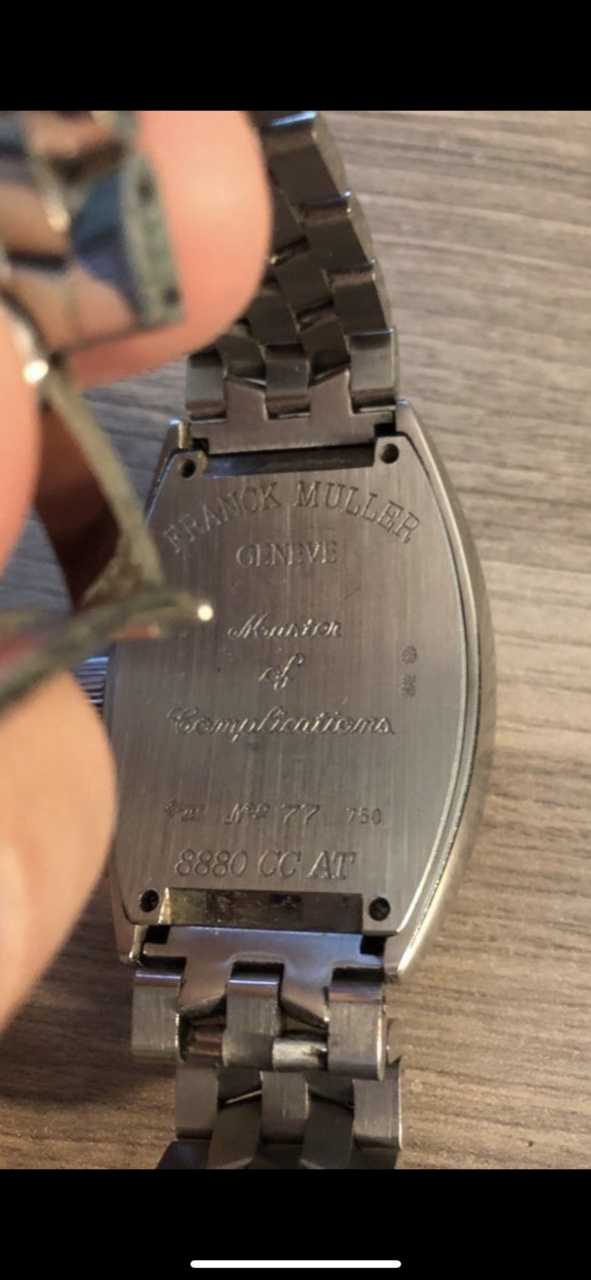 FRANCK MULLER
GENEVE
Master
of
Complications
No 77 750
8880 CC AT